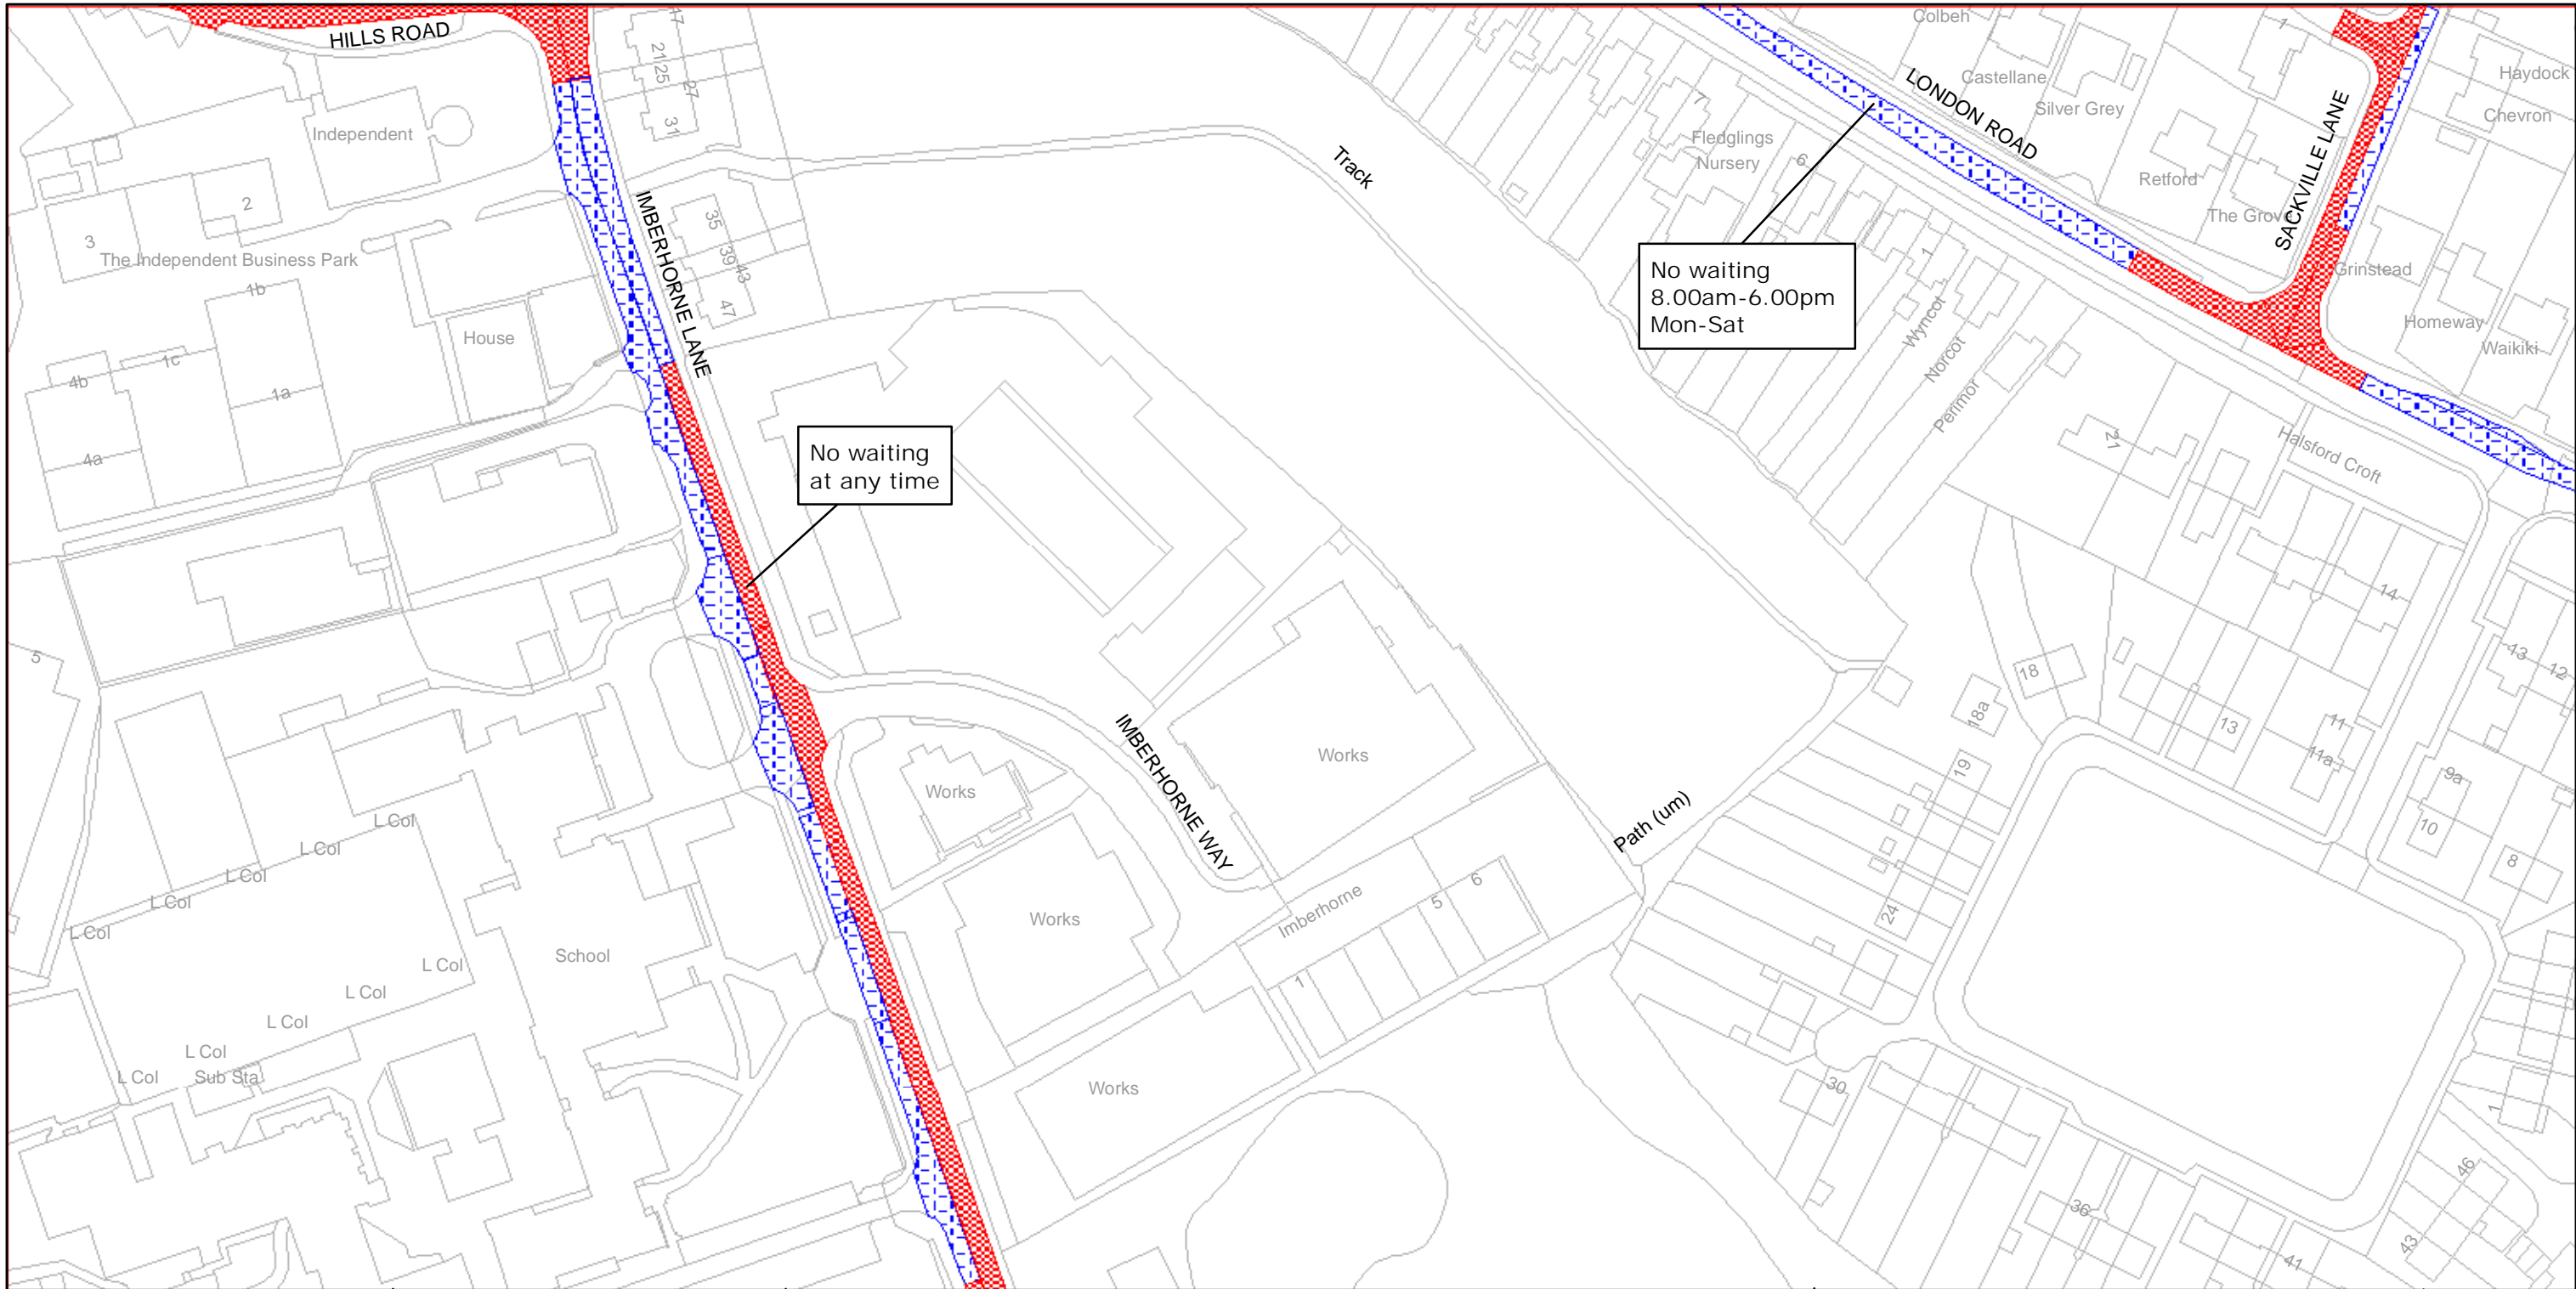 HILLS ROAD
17
21
25
27
31
Independent
2
3
The Independent Business Park
1b
House
1c
4b
1a
4a
IMBERHORNE LANE
35
39
43
47
Track
No waiting
at any time
Colbeh
Castellane
Silver Grey
LONDON ROAD
Retford
The Grove
SACKVILLE LANE
1
Haydock
Chevron
7
Fledglings
Nursery
6
1
No waiting
8.00am-6.00pm
Mon-Sat
Wyncot
Norcot
Perimor
Grinstead
Homeway
Waikiki
21
Halsford Croft
14
13
12
18
18a
13
11
11a
19
9a
10
8
24
5
Works
IMBERHORNE WAY
Works
Works
Path (um)
Imberhorne
6
5
1
Works
L Col
L Col
L Col
L Col
L Col
School
L Col
L Col
L Col
L Col
L Col
Sub Sta
30
36
41
43
46
1